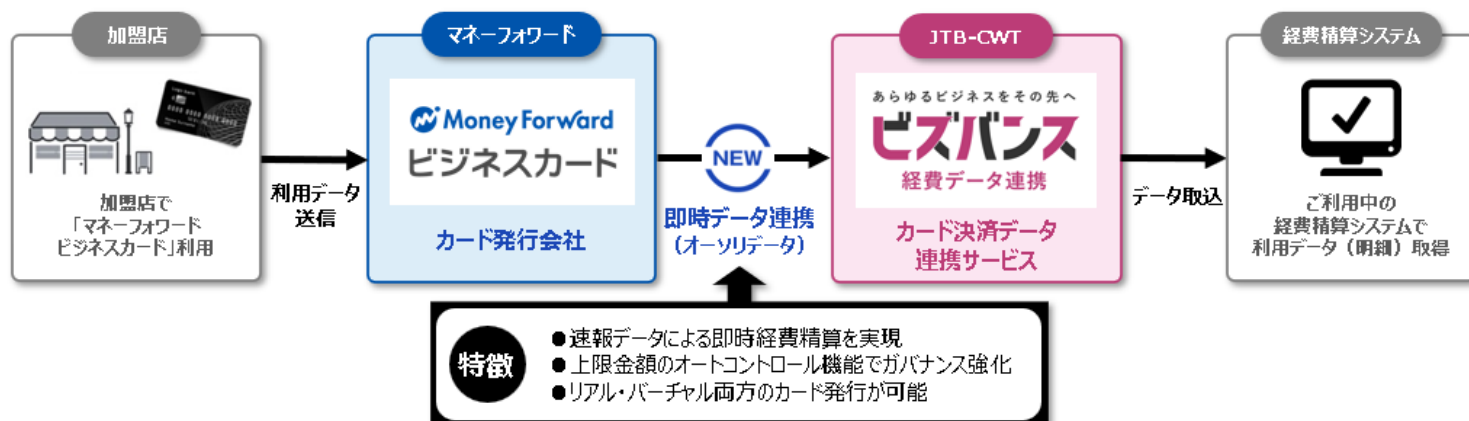 加盟店
加盟店で
「マネーフォワード
ビジネスカード」利用
利用データ
送信
マネーフォワード
Money Forward
ビジネスカード
カード発行会社
NEW
即時データ連携
(オーソリデータ)
JTB-CWT
あらゆるビジネスをその先へ
ビズバンス
経費データ連携
カード決済データ
連携サービス
データ取込
経費精算システム
ご利用中の
経費精算システムで
利用データ（明細）取得
特徴
●速報データによる即時経費精算を実現
●上限金額のオートコントロール機能でガバナンス強化
●リアル・バーチャル両方のカード発行が可能